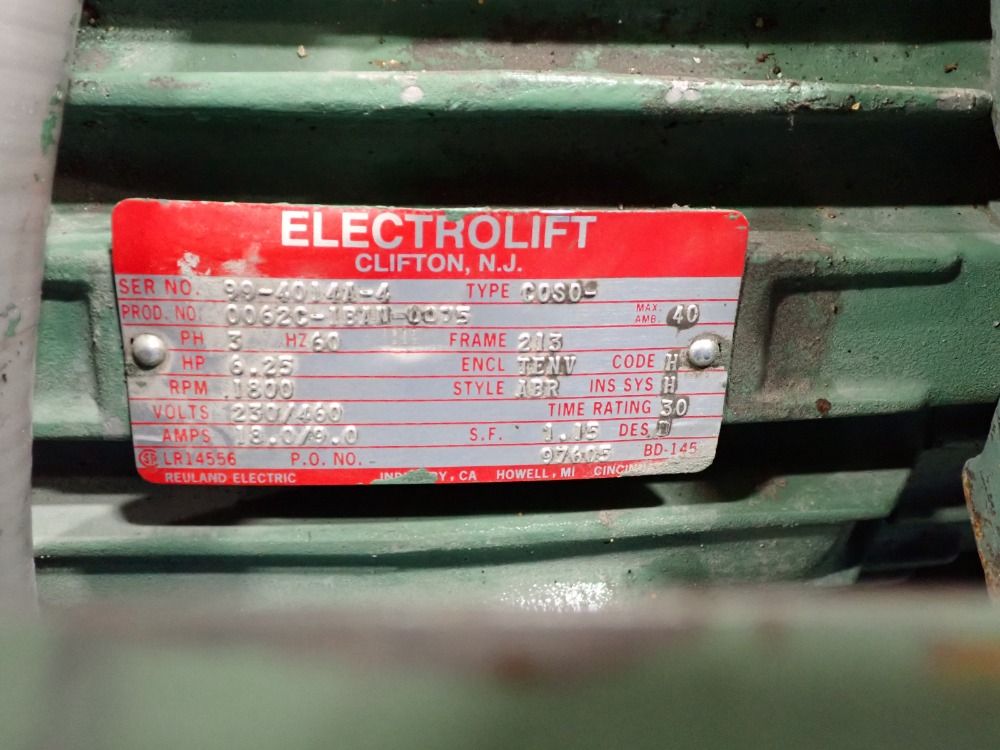 ELECTROLIFT
CLIFTON, N.J.
SER NO. 99-4014A-4 TYPE
PROD. NO. MAX. AMB. 40
PH 3 HZ 60 FRAME 213
HP 6.25 ENCL TENV CODE H
RPM 1800 STYLE ABR INS SYS H
VOLTS 230/460 TIME RATING 30
AMPS 18.0/9.0 S.F. 1.15 DES. D
LR14556 P.O. NO. BD-145
REULAND ELECTRIC CA HOWELL, MI